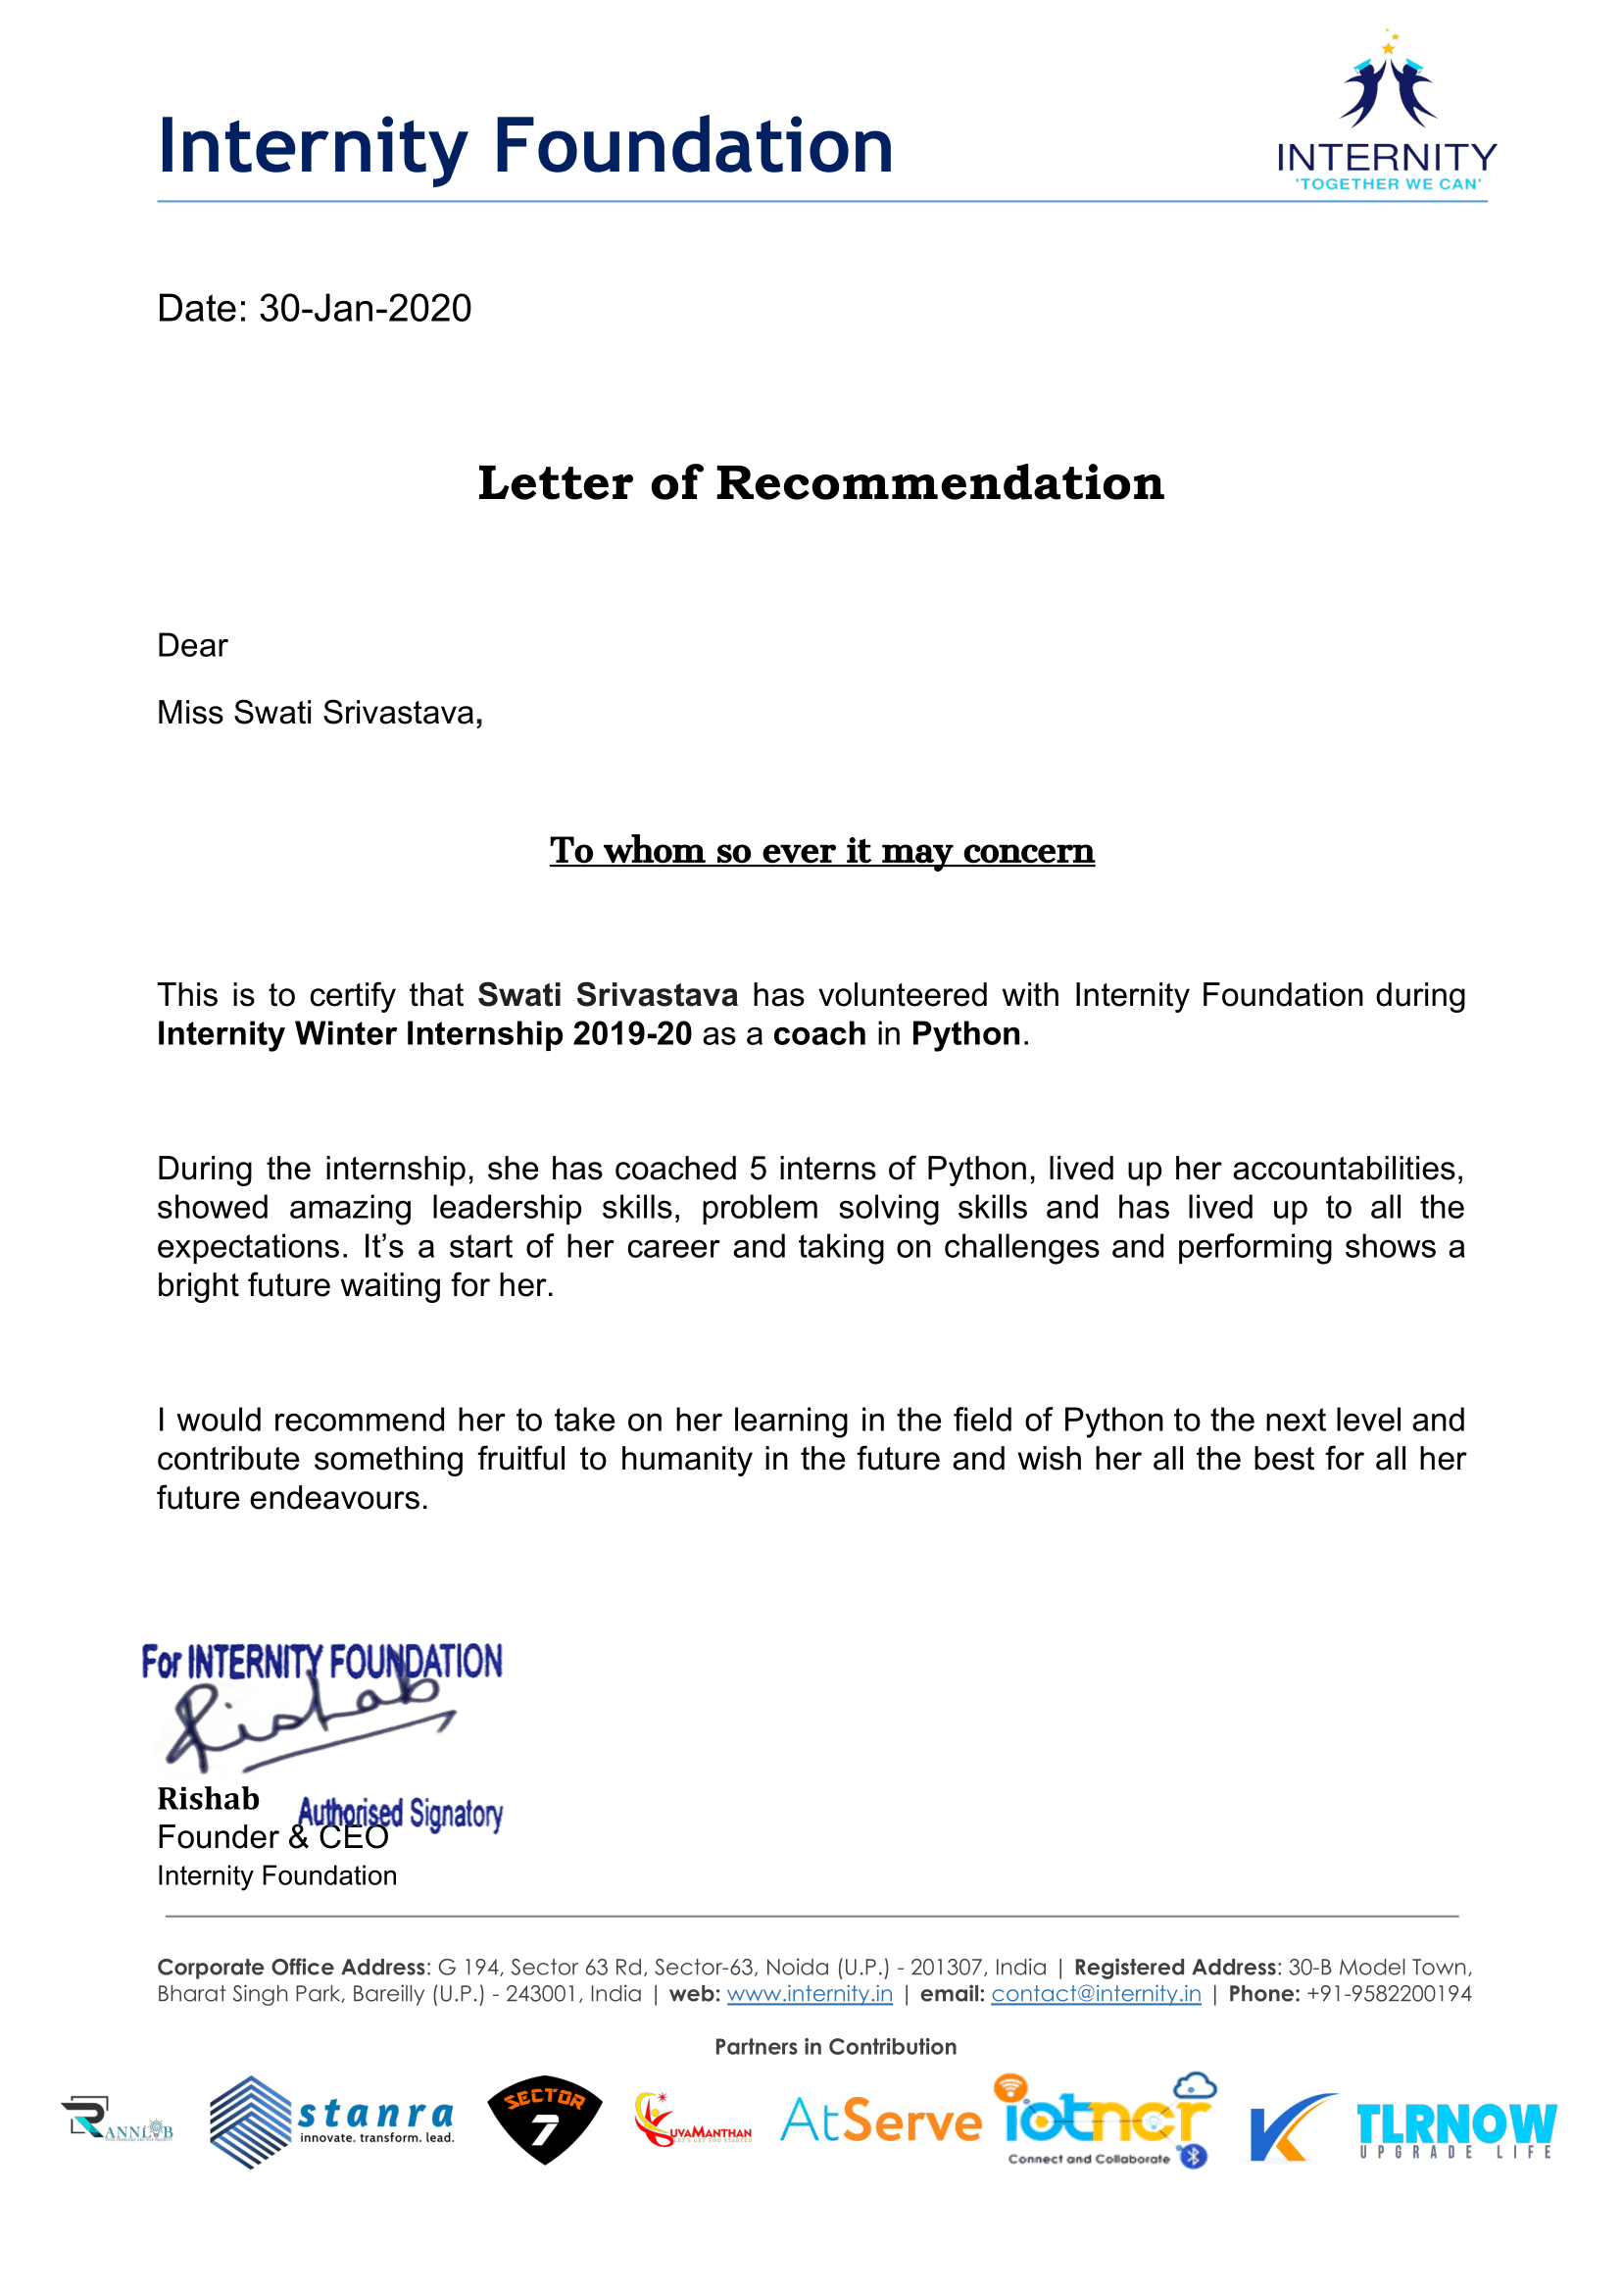 Internity Foundation
INTERNITY
'TOGETHER WE CAN'
Date: 30-Jan-2020
Letter of Recommendation
Dear
Miss Swati Srivastava,
To whom so ever it may concern
This is to certify that Swati Srivastava has volunteered with Internity Foundation during
Internity Winter Internship 2019-20 as a coach in Python.
During the internship, she has coached 5 interns of Python, lived up her accountabilities,
showed amazing leadership skills, problem solving skills and has lived up to all the
expectations. It’s a start of her career and taking on challenges and performing shows a
bright future waiting for her.
I would recommend her to take on her learning in the field of Python to the next level and
contribute something fruitful to humanity in the future and wish her all the best for all her
future endeavours.
For INTERNITY FOUNDATION
Rishab
Rishab
Authorised Signatory
Founder & CEO
Internity Foundation
Corporate Office Address: G 194, Sector 63 Rd, Sector-63, Noida (U.P.) - 201307, India | Registered Address: 30-B Model Town,
Bharat Singh Park, Bareilly (U.P.) - 243001, India | web: www.internity.in | email: contact@internity.in | Phone: +91-9582200194
Partners in Contribution
RANNLAB
stanra
innovate. transform. lead.
SECTOR
7
YUVAMANTHAN
AtServe
iotncr
Connect and Collaborate
K
TLRNOW
UPGRADE LIFE